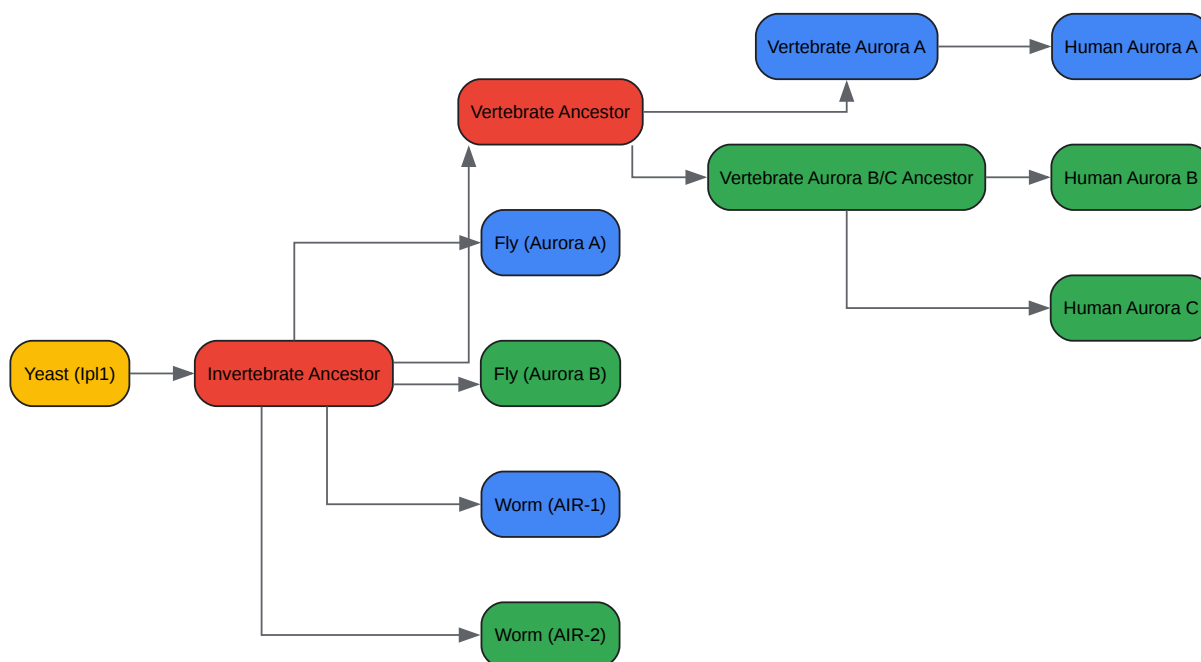 Vertebrate Aurora A
Human Aurora A
Vertebrate Ancestor
Vertebrate Aurora B/C Ancestor
Human Aurora B
Fly (Aurora A)
Human Aurora C
Yeast (Ipl1)
Invertebrate Ancestor
Fly (Aurora B)
Worm (AIR-1)
Worm (AIR-2)